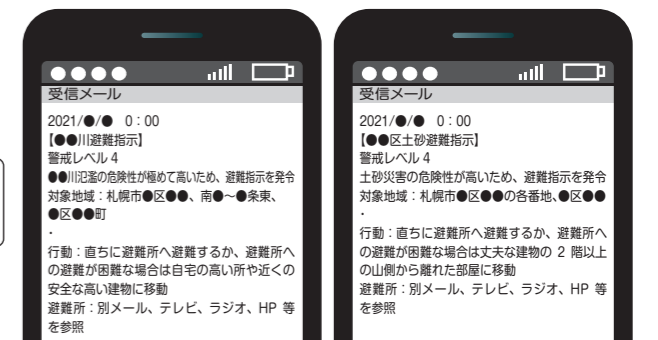 受信メール
2021/●/● 0:00
【●●川避難指示】
警戒レベル4
●●川氾濫の危険性が極めて高いため、避難指示を発令
対象地域：札幌市●区●●、南●～●条東、
●区●●町
・
行動：直ちに避難所へ避難するか、避難所へ
の避難が困難な場合は自宅の高い所や近くの
安全な高い建物に移動
避難所：別メール、テレビ、ラジオ、HP 等
を参照
受信メール
2021/●/● 0:00
【●●区土砂避難指示】
警戒レベル4
土砂災害の危険性が高いため、避難指示を発令
対象地域：札幌市●区●●の各番地、●区●●
・
行動：直ちに避難所へ避難するか、避難所へ
の避難が困難な場合は丈夫な建物の 2 階以上
の山側から離れた部屋に移動
避難所：別メール、テレビ、ラジオ、HP 等
を参照